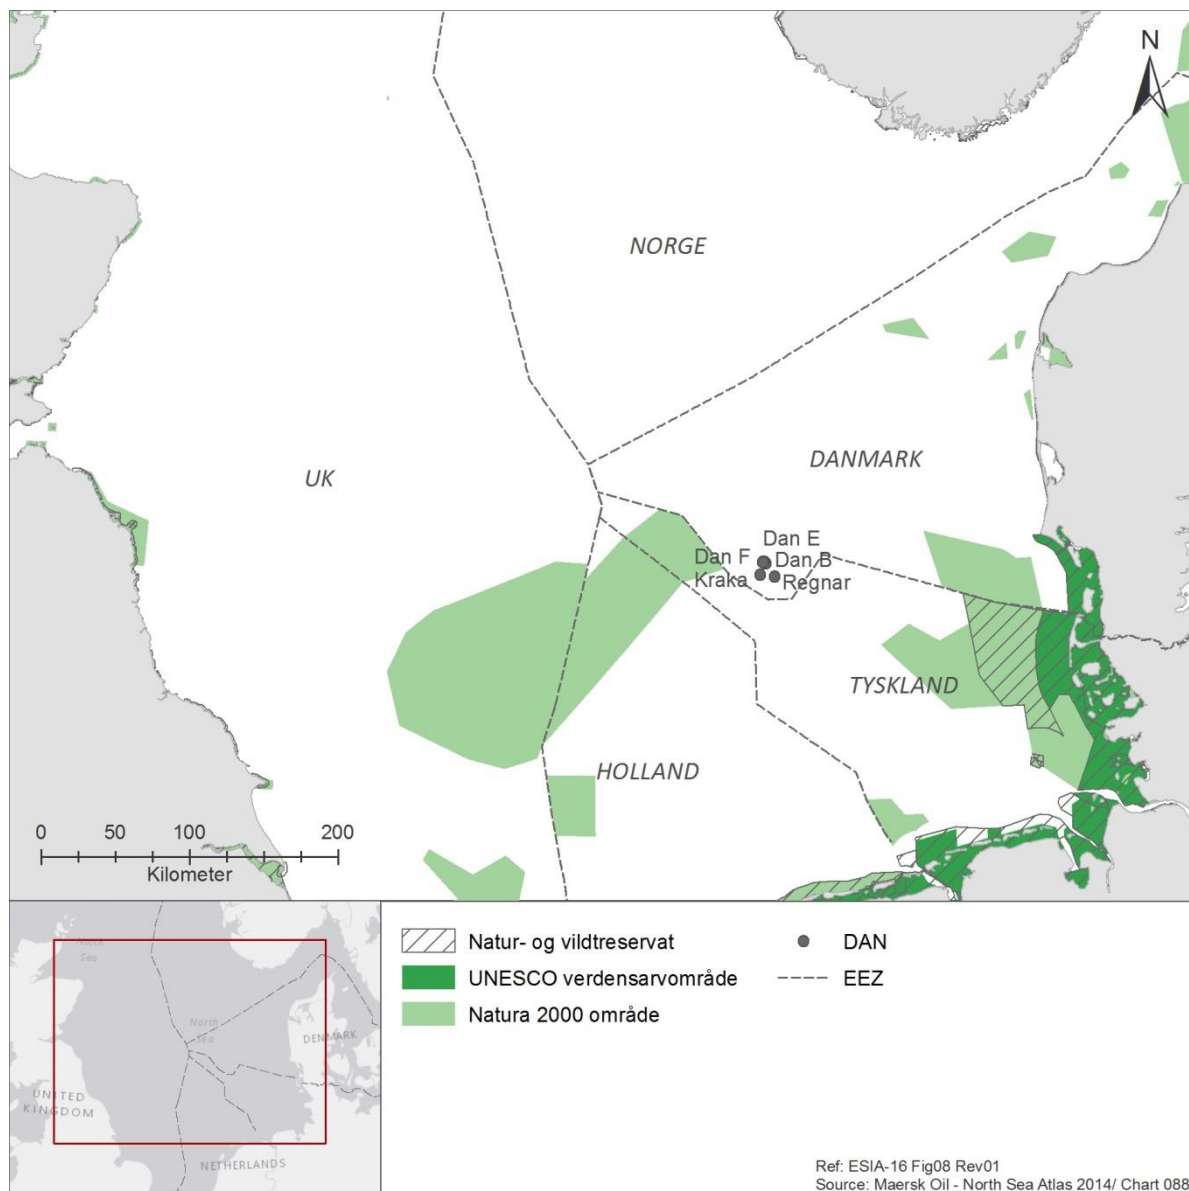 N
NORGE
UK
DANMARK
Dan E
Dan F
Dan B
Kraka
Regnar
TYSKLAND
HOLLAND
0 50 100 200
Kilometer
North
Sea
North
Sea
DENMARK
UNITED
KINGDOM
NETHERLANDS
Natur- og vildtreservat
UNESCO verdensarvområde
Natura 2000 område
DAN
EEZ
Ref: ESIA-16 Fig08 Rev01
Source: Maersk Oil - North Sea Atlas 2014/ Chart 088